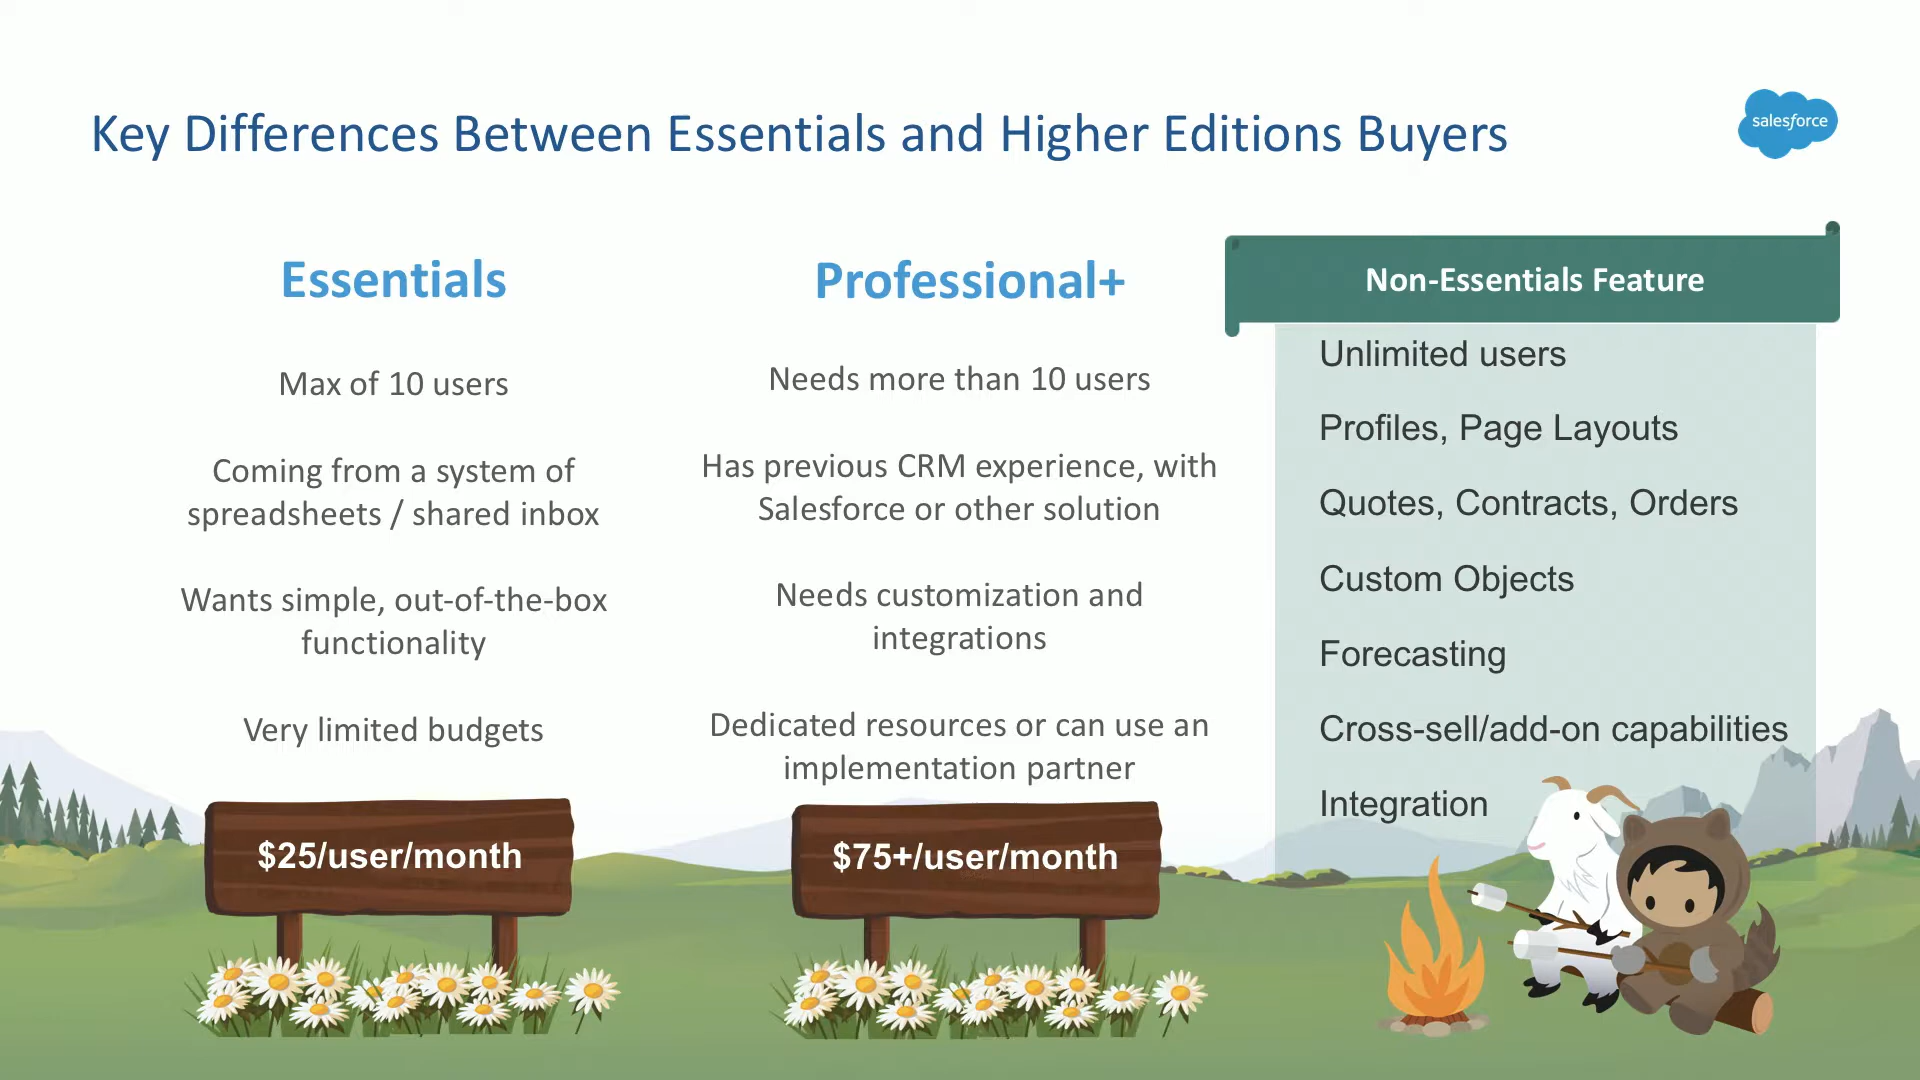 Key Differences Between Essentials and Higher Editions Buyers
salesforce
Essentials
Max of 10 users
Coming from a system of
spreadsheets / shared inbox
Wants simple, out-of-the-box
functionality
Very limited budgets
$25/user/month
Professional+
Needs more than 10 users
Has previous CRM experience, with
Salesforce or other solution
Needs customization and
integrations
Dedicated resources or can use an
implementation partner
$75+/user/month
Non-Essentials Feature
Unlimited users
Profiles, Page Layouts
Quotes, Contracts, Orders
Custom Objects
Forecasting
Cross-sell/add-on capabilities
Integration